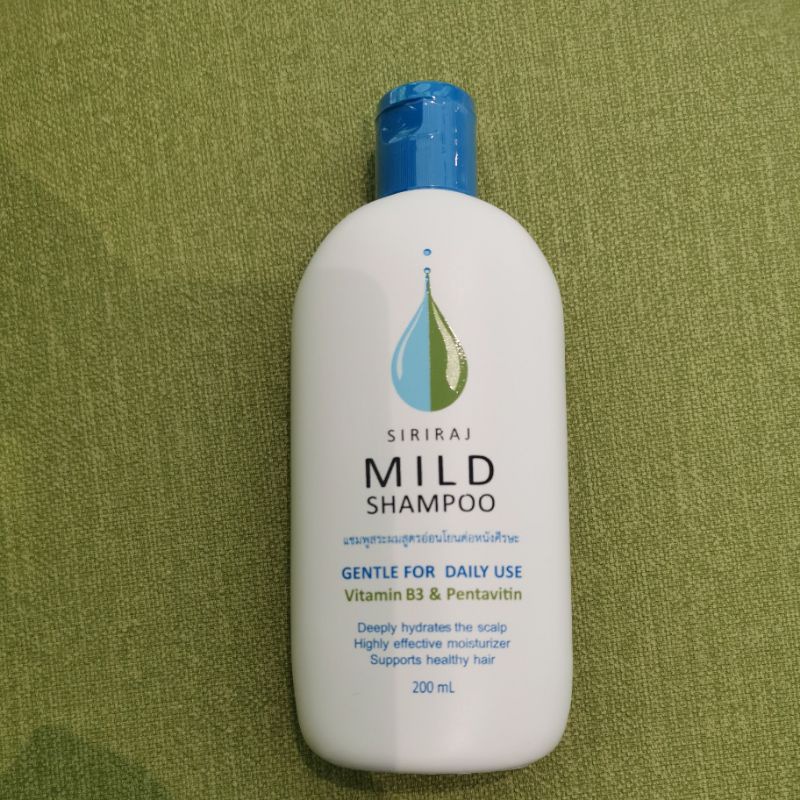 SIRIRAJ
MILD
SHAMPOO
แชมพูสระผมสูตรอ่อนโยนต่อหนังศีรษะ
GENTLE FOR DAILY USE
Vitamin B3 & Pentavitin
Deeply hydrates the scalp
Highly effective moisturizer
Supports healthy hair
200 mL